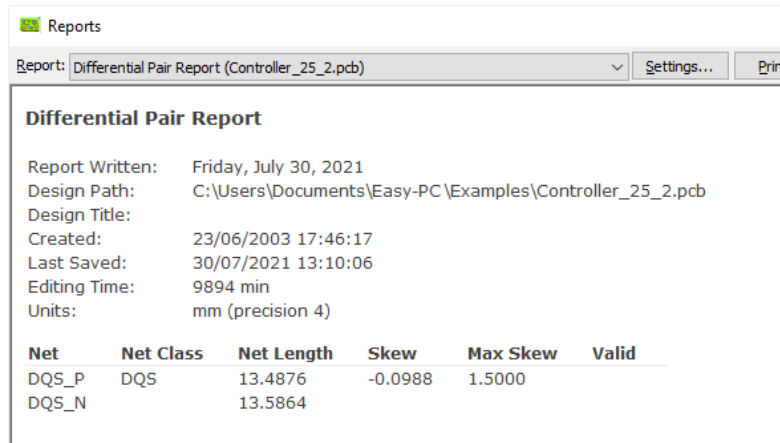 Reports
Report: Differential Pair Report (Controller_25_2.pcb) Settings...
Differential Pair Report
Report Written: Friday, July 30, 2021
Design Path: C:\Users\Documents\Easy-PC\Examples\Controller_25_2.pcb
Design Title:
Created: 23/06/2003 17:46:17
Last Saved: 30/07/2021 13:10:06
Editing Time: 9894 min
Units: mm (precision 4)
Net Net Class Net Length Skew Max Skew Valid
DQS_P DQS 13.4876 -0.0988 1.5000
DQS_N 13.5864